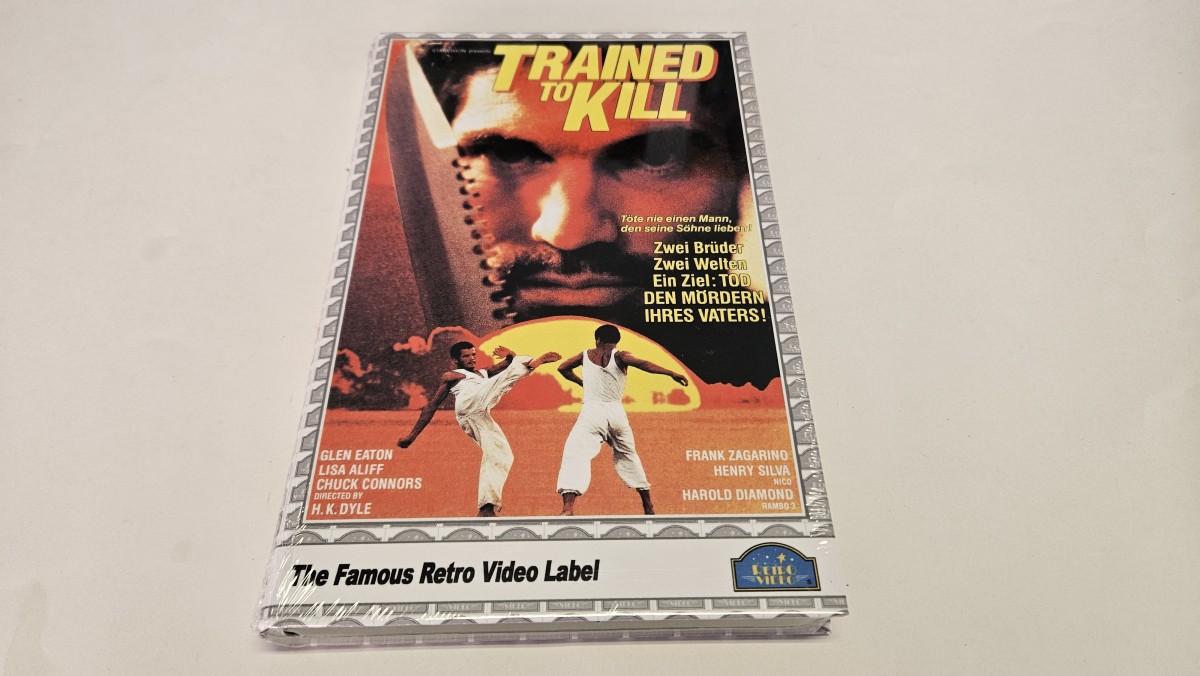 TRAINED
TO KILL
Töte nie einen Mann,
den seine Söhne lieben!
Zwei Brüder
Zwei Welten
Ein Ziel: TOD
DEN MÖRDERN
IHRES VATERS!
GLEN EATON
LISA ALIFF
CHUCK CONNORS
DIRECTED BY
H.K. DYLE
FRANK ZAGARINO
HENRY SILVA
NICO
HAROLD DIAMOND
RAMBO 3
The Famous Retro Video Label
RETRO
VIDEO